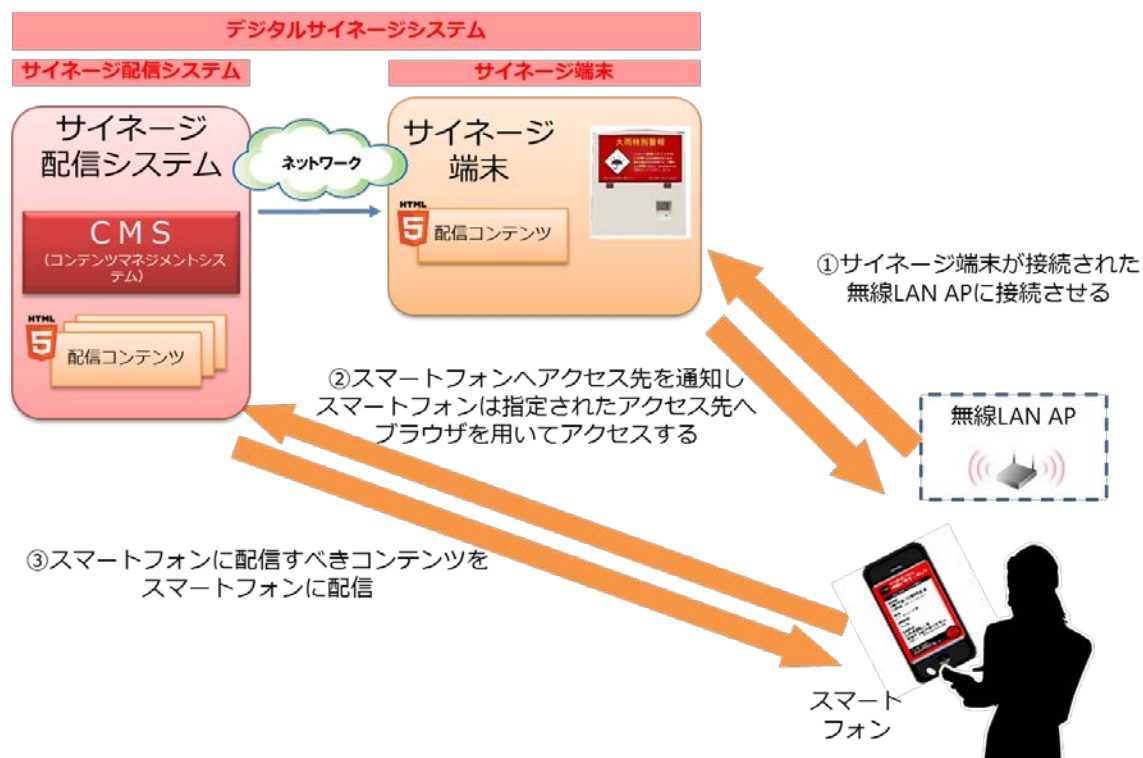 デジタルサイネージシステム
サイネージ配信システム
サイネージ端末
サイネージ
配信システム
ネットワーク
サイネージ
端末
大雨特別警報
CMS
(コンテンツマネジメントシス
テム)
HTML
5
配信コンテンツ
HTML
5
配信コンテンツ
①サイネージ端末が接続された
無線LAN APに接続させる
②スマートフォンへアクセス先を通知し
スマートフォンは指定されたアクセス先へ
ブラウザを用いてアクセスする
無線LAN AP
③スマートフォンに配信すべきコンテンツを
スマートフォンに配信
スマート
フォン